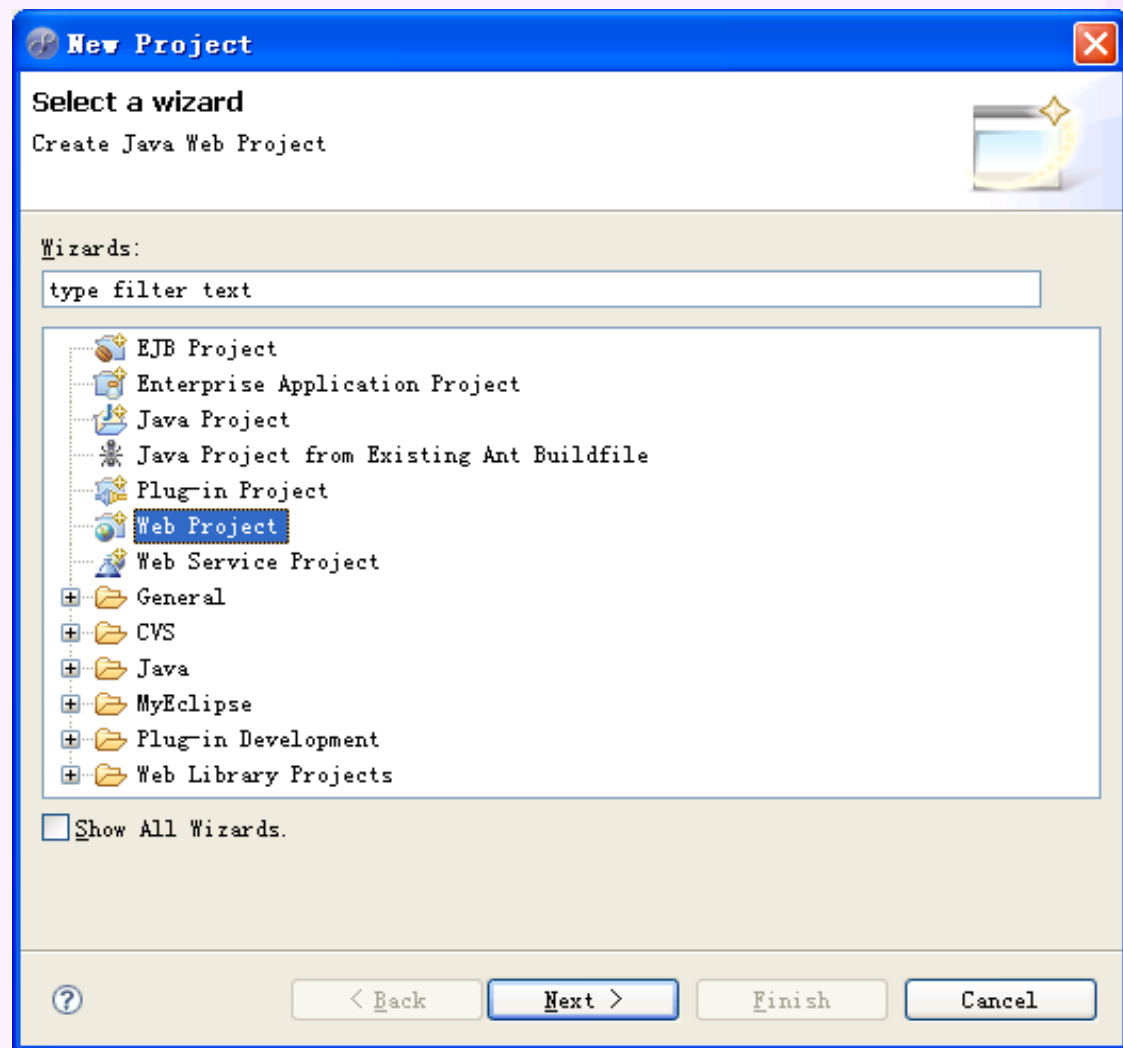 New Project
Select a wizard
Create Java Web Project
Wizards:
type filter text
EJB Project
Enterprise Application Project
Java Project
Java Project from Existing Ant Buildfile
Plug-in Project
Web Project
Web Service Project
General
CVS
Java
MyEclipse
Plug-in Development
Web Library Projects
Show All Wizards.
? < Back Next > Finish Cancel